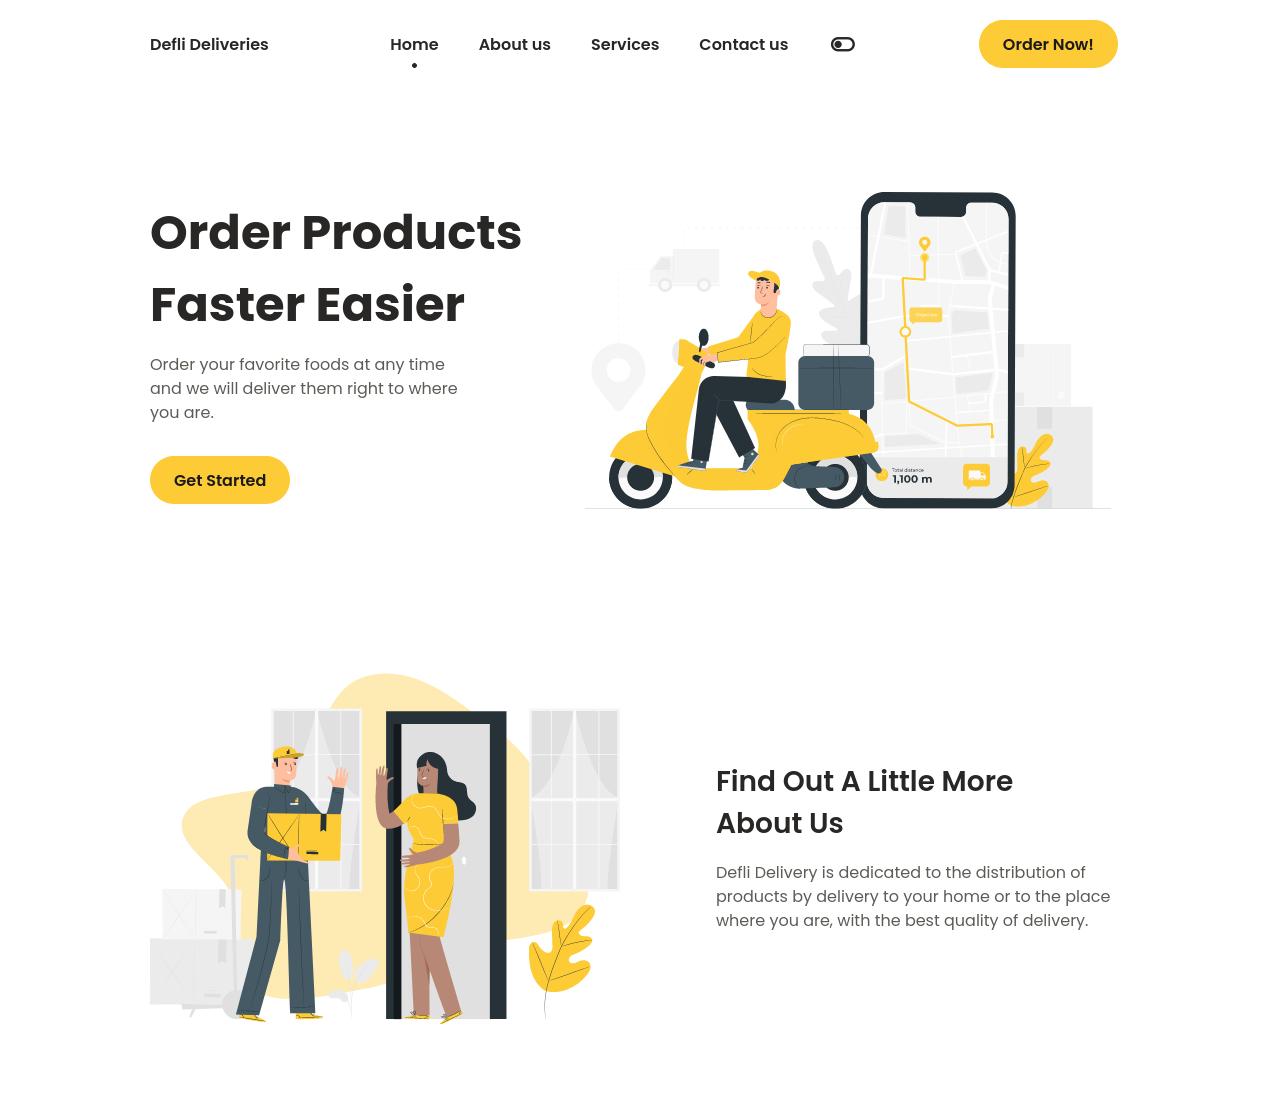 Defli Deliveries
Home
About us
Services
Contact us
Order Now!
Order Products
Faster Easier
Order your favorite foods at any time
and we will deliver them right to where
you are.
Get Started
Total distance
1,100 m
Find Out A Little More
About Us
Defli Delivery is dedicated to the distribution of
products by delivery to your home or to the place
where you are, with the best quality of delivery.